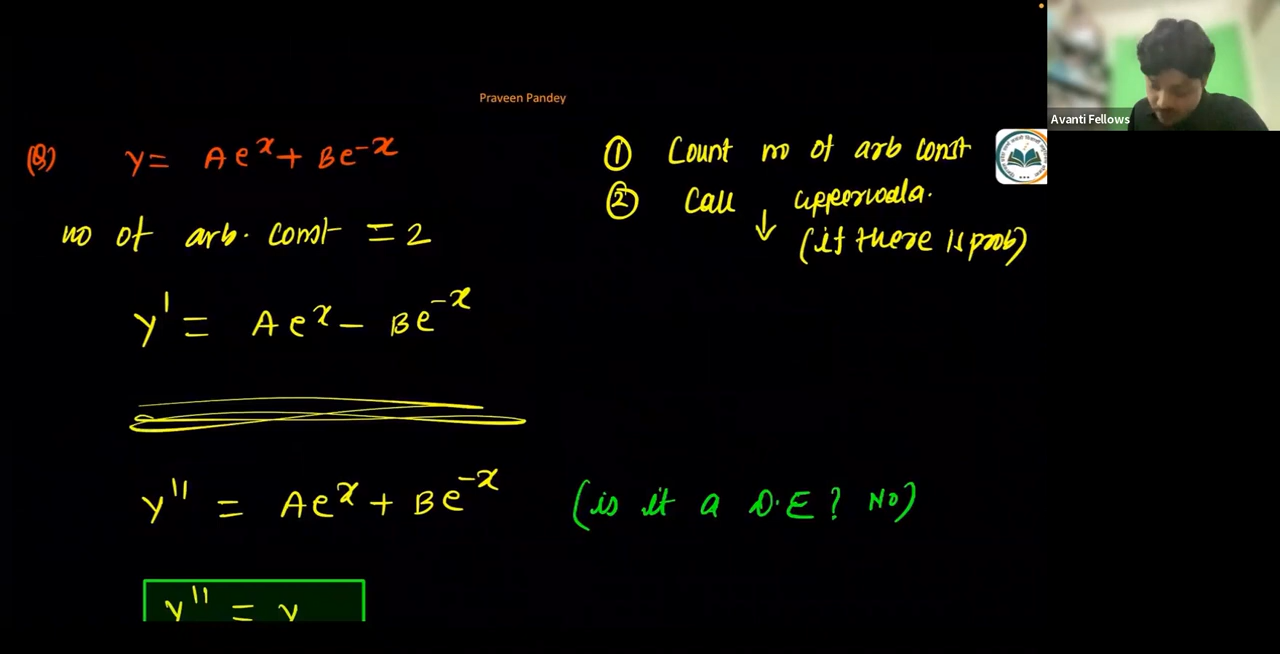 Praveen Pandey
Avanti Fellows
(Q) y = Ae^x + Be^-x
no of arb. const = 2
y' = Ae^x - Be^-x
y'' = Ae^x + Be^-x (is it a D.E? NO)
y'' = y
① Count no of arb const
② Call upperwala.
↓ (if there is prob)